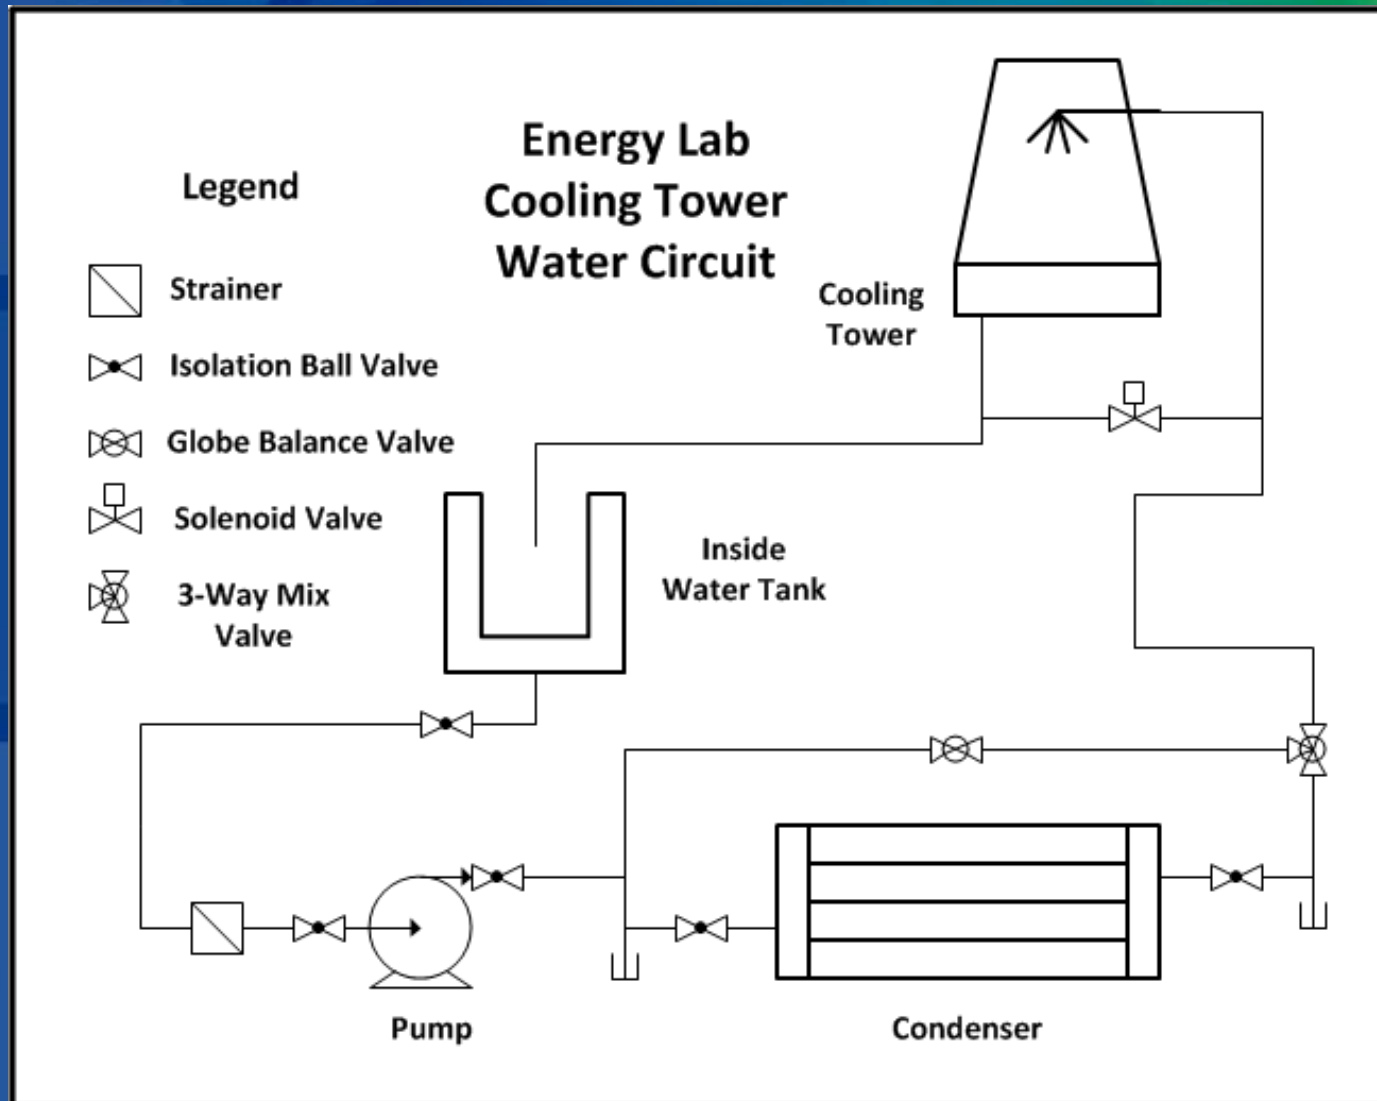 Energy Lab
Cooling Tower
Water Circuit
Legend
Strainer
Isolation Ball Valve
Globe Balance Valve
Solenoid Valve
3-Way Mix
Valve
Cooling
Tower
Inside
Water Tank
Pump
Condenser